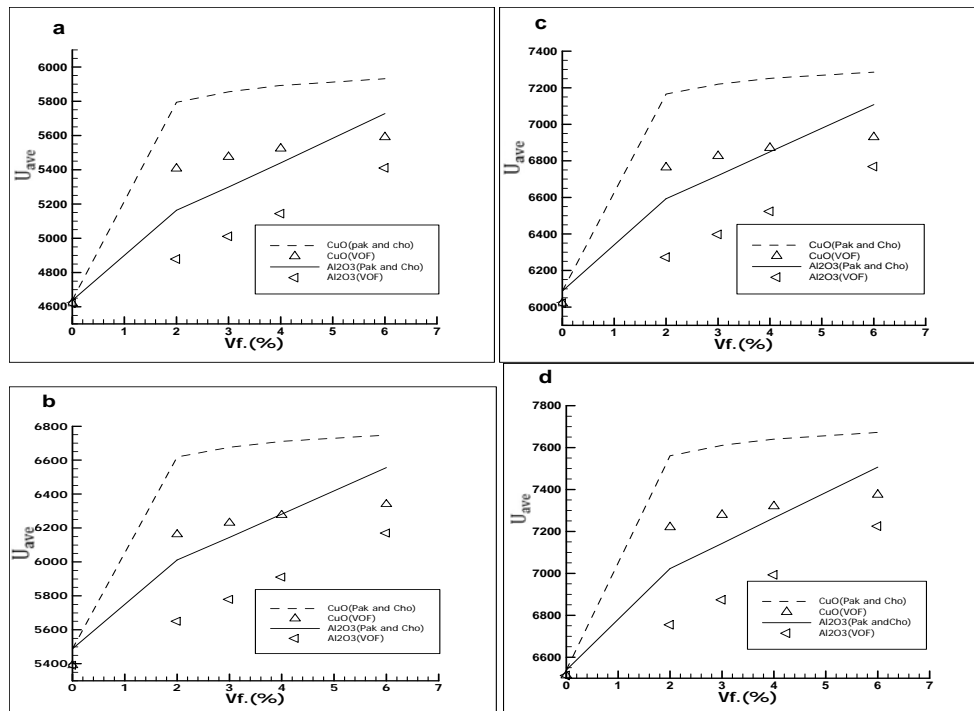 a
6000
5800
5600
5400
5200
5000
4800
4600
U_ave
0 1 2 3 4 5 6 7
Vf.(%)
CuO(pak and cho)
CuO(VOF)
Al2O3(Pak and Cho)
Al2O3(VOF)
c
7400
7200
7000
6800
6600
6400
6200
6000
U_ave
0 1 2 3 4 5 6 7
Vf.(%)
CuO(Pak and Cho)
CuO(VOF)
Al2O3(Pak and Cho)
Al2O3(VOF)
b
6800
6600
6400
6200
6000
5800
5600
5400
U_ave
0 1 2 3 4 5 6 7
Vf.(%)
CuO(Pak and Cho)
CuO(VOF)
Al2O3(Pak and Cho)
Al2O3(VOF)
d
7800
7600
7400
7200
7000
6800
6600
U_ave
0 1 2 3 4 5 6 7
Vf.(%)
CuO(Pak and Cho)
CuO(VOF)
Al2O3(Pak andCho)
Al2O3(VOF)